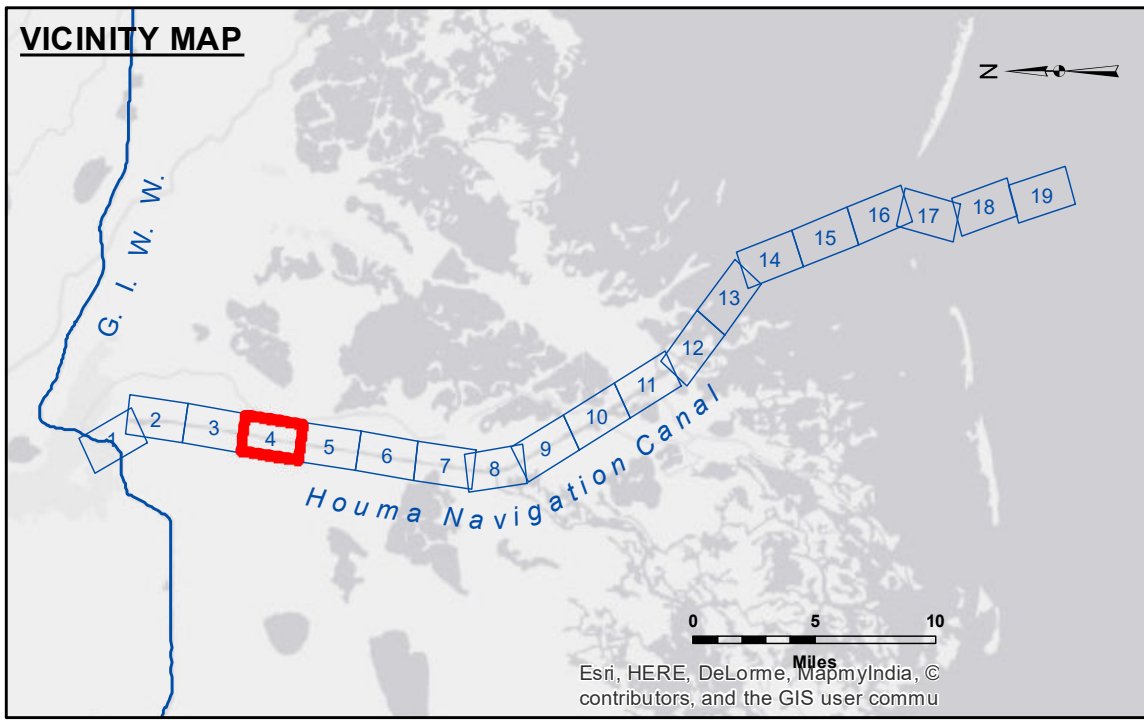 VICINITY MAP
N
G. I. W. W.
1
2
3
4
5
6
7
8
9
10
11
12
13
14
15
16
17
18
19
Houma Navigation Canal
0 5 10
Miles
Esri, HERE, DeLorme, MapmyIndia, ©
contributors, and the GIS user commu